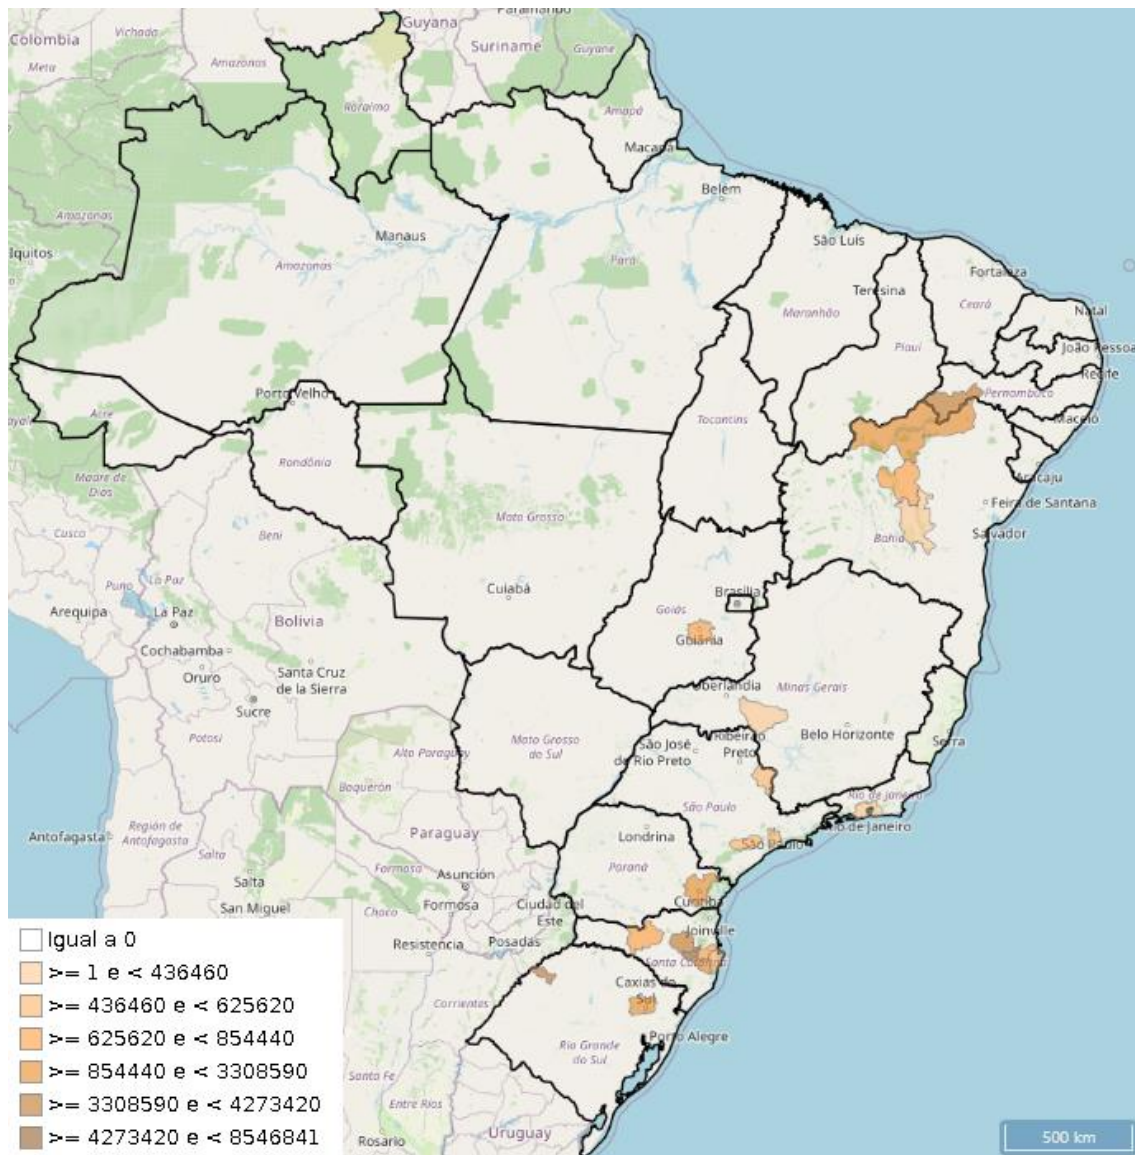 Paramaribo
Guyana
Colombia
Vichada
Suriname
Meta
Amazonas
Guyane
Roraima
Amapá
Macapá
Belém
Amazonas
Manaus
São Luís
Iquitos
Amazonas
Pará
Fortaleza
Teresina
Ceará
Maranhão
Natal
Piauí
João Pessoa
Recife
Porto Velho
Pernambuco
Acre
Tocantins
Maceió
Rondônia
Madre de
Dios
Aracaju
Feira de Santana
Mato Grosso
Cusco
Beni
Bahia
Salvador
Puno
La Paz
Cuiabá
Brasília
Arequipa
La Paz
Goiás
Bolivia
Goiânia
Cochabamba
Oruro
Santa Cruz
de la Sierra
Uberlândia
Minas Gerais
Sucre
Potosí
Mato Grosso
do Sul
Alto Paraguay
São José
do Rio Preto
Ribeirão
Preto
Belo Horizonte
Serra
Boquerón
Rio de Janeiro
São Paulo
Rio de Janeiro
Antofagasta
Región de
Antofagasta
Paraguay
Londrina
São Paulo
Salta
Formosa
Asunción
Paraná
Salta
San Miguel
Chaco
Formosa
Ciudad del
Este
Curitiba
Resistencia
Posadas
Joinville
Santa Catarina
Corrientes
Caxias do
Sul
Porto Alegre
Rio Grande
do Sul
Santa Fe
Entre Ríos
Uruguay
Rosario
Igual a 0
>= 1 e < 436460
>= 436460 e < 625620
>= 625620 e < 854440
>= 854440 e < 3308590
>= 3308590 e < 4273420
>= 4273420 e < 8546841
500 km